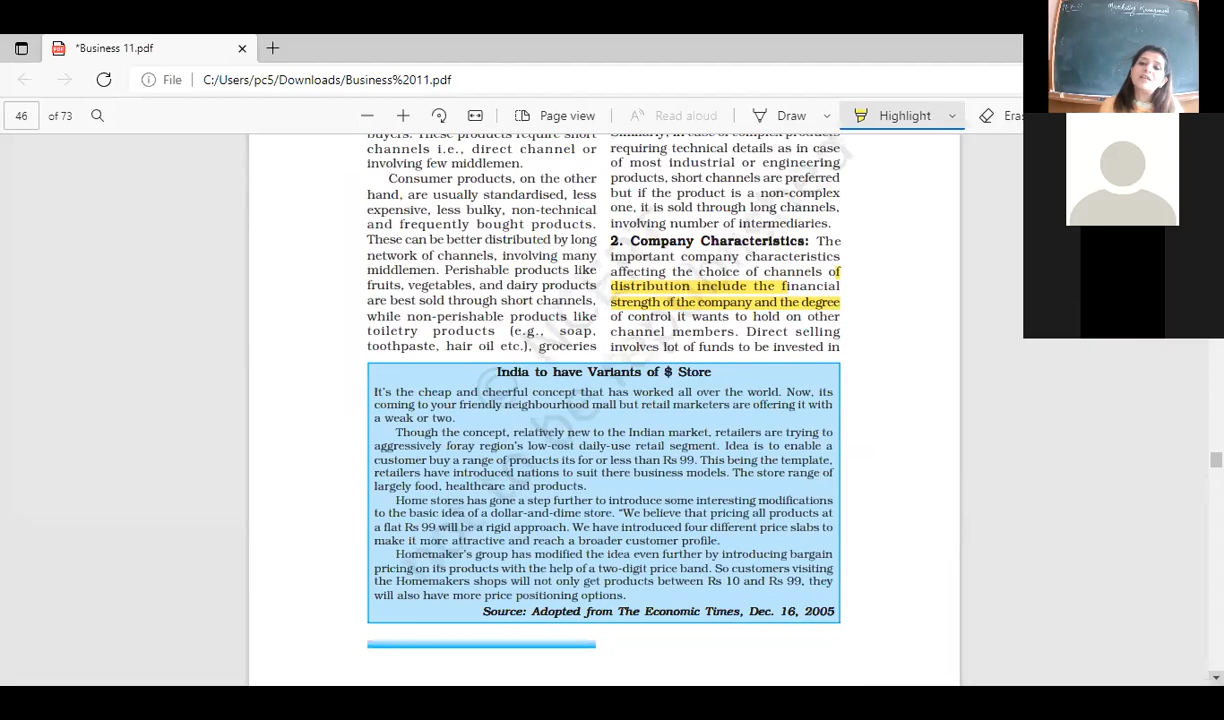 *Business 11.pdf
File
C:/Users/pc5/Downloads/Business%2011.pdf
46
of 73
Page view
Read aloud
Draw
Highlight
Eras
Marketing Management
buyers. These products require short
channels i.e., direct channel or
involving few middlemen.
Consumer products, on the other
hand, are usually standardised, less
expensive, less bulky, non-technical
and frequently bought products.
These can be better distributed by long
network of channels, involving many
middlemen. Perishable products like
fruits, vegetables, and dairy products
are best sold through short channels,
while non-perishable products like
toiletry products (e.g., soap,
toothpaste, hair oil etc.), groceries
Similarly, in case of complex products
requiring technical details as in case
of most industrial or engineering
products, short channels are preferred
but if the product is a non-complex
one, it is sold through long channels,
involving number of intermediaries.
2. Company Characteristics: The
important company characteristics
affecting the choice of channels of
distribution include the financial
strength of the company and the degree
of control it wants to hold on other
channel members. Direct selling
involves lot of funds to be invested in
India to have Variants of $ Store
It's the cheap and cheerful concept that has worked all over the world. Now, its
coming to your friendly neighbourhood mall but retail marketers are offering it with
a weak or two.
Though the concept, relatively new to the Indian market, retailers are trying to
aggressively foray region's low-cost daily-use retail segment. Idea is to enable a
customer buy a range of products its for or less than Rs 99. This being the template,
retailers have introduced nations to suit there business models. The store range of
largely food, healthcare and products.
Home stores has gone a step further to introduce some interesting modifications
to the basic idea of a dollar-and-dime store. "We believe that pricing all products at
a flat Rs 99 will be a rigid approach. We have introduced four different price slabs to
make it more attractive and reach a broader customer profile.
Homemaker's group has modified the idea even further by introducing bargain
pricing on its products with the help of a two-digit price band. So customers visiting
the Homemakers shops will not only get products between Rs 10 and Rs 99, they
will also have more price positioning options.
Source: Adopted from The Economic Times, Dec. 16, 2005